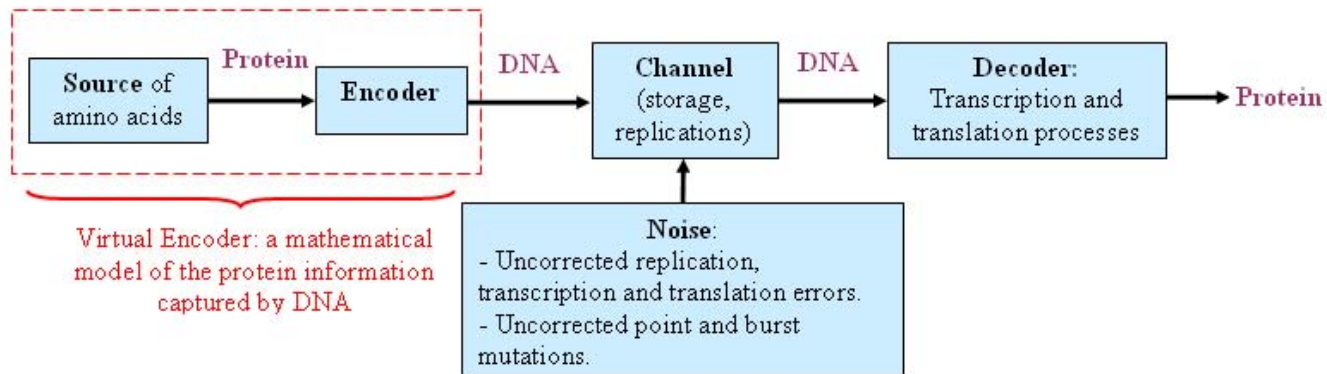 Protein
DNA
DNA
Source of
amino acids
Encoder
Channel
(storage,
replications)
Decoder:
Transcription and
translation processes
Protein
Virtual Encoder: a mathematical
model of the protein information
captured by DNA
Noise:
- Uncorrected replication,
transcription and translation errors.
- Uncorrected point and burst
mutations.